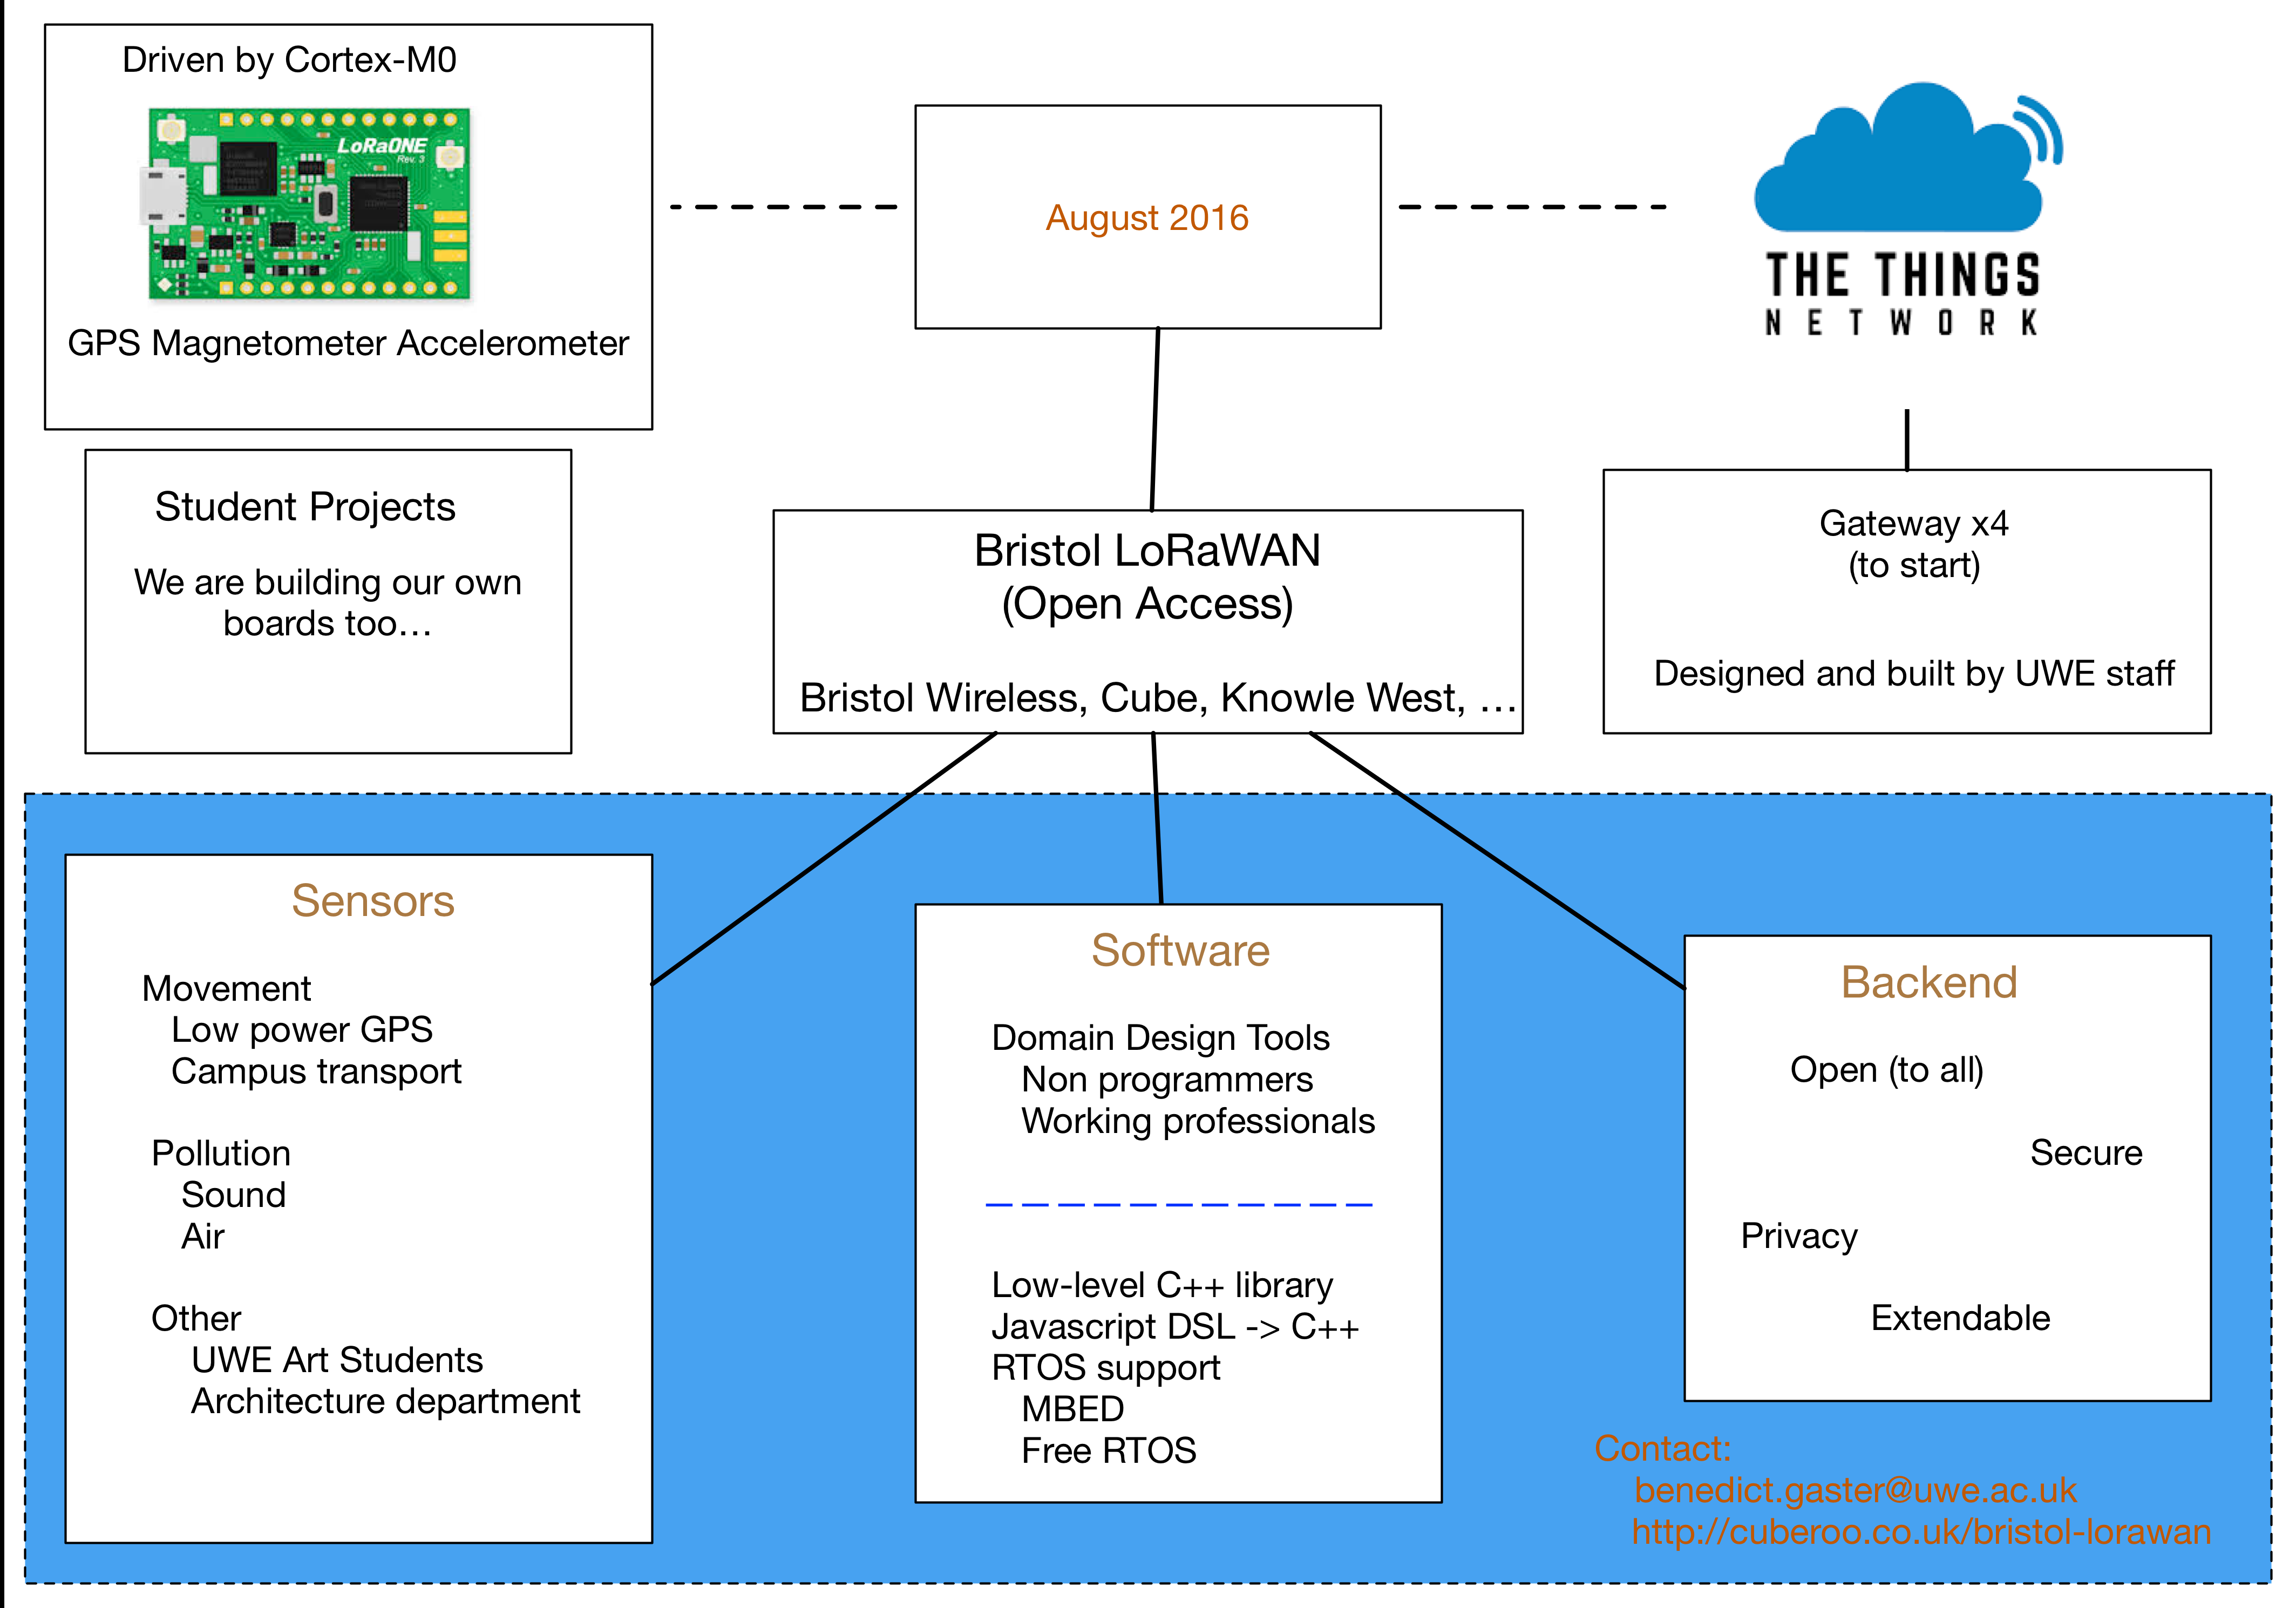 Driven by Cortex-M0
LoRaONE
Rev. 3
GPS Magnetometer Accelerometer
August 2016
THE THINGS
NETWORK
Student Projects
We are building our own
boards too...
Bristol LoRaWAN
(Open Access)
Bristol Wireless, Cube, Knowle West, ...
Gateway x4
(to start)
Designed and built by UWE staff
Sensors
Movement
Low power GPS
Campus transport
Pollution
Sound
Air
Other
UWE Art Students
Architecture department
Software
Domain Design Tools
Non programmers
Working professionals
Low-level C++ library
Javascript DSL -> C++
RTOS support
MBED
Free RTOS
Backend
Open (to all)
Secure
Privacy
Extendable
Contact:
benedict.gaster@uwe.ac.uk
http://cuberoo.co.uk/bristol-lorawan